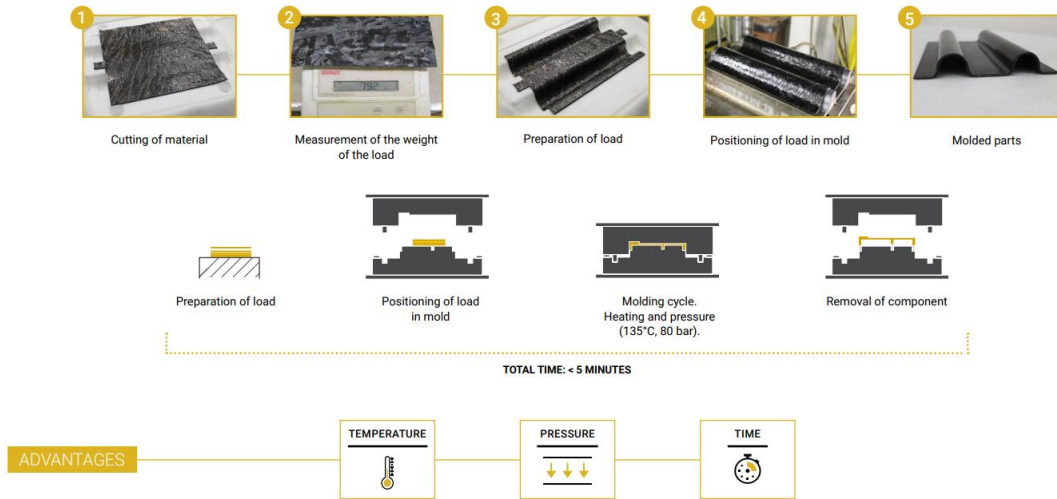 1
2
3
4
5
Cutting of material
Measurement of the weight
of the load
Preparation of load
Positioning of load in mold
Molded parts
Preparation of load
Positioning of load
in mold
Molding cycle.
Heating and pressure
(135°C, 80 bar).
Removal of component
TOTAL TIME: < 5 MINUTES
ADVANTAGES
TEMPERATURE
PRESSURE
TIME